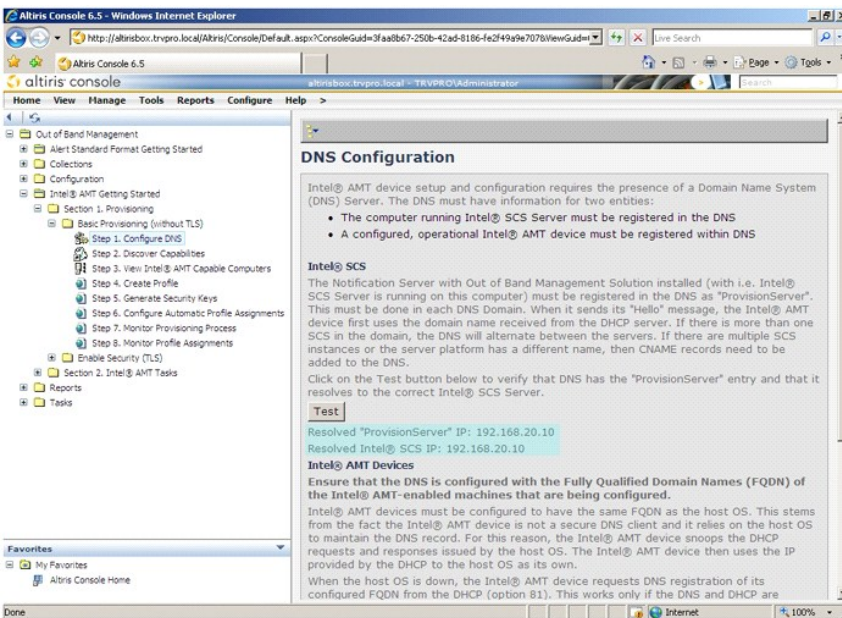 Altiris Console 6.5 - Windows Internet Explorer
http://altirisbox.trvpro.local/Altiris/Console/Default.aspx?ConsoleGuid=3faa8b67-250b-42ad-8186-fe2f49a9e707&ViewGuid=
Live Search
Altiris Console 6.5
Page
Tools
altiris console
altirisbox.trvpro.local - TRVPRO\Administrator
Search
Home View Manage Tools Reports Configure Help >
Out of Band Management
Alert Standard Format Getting Started
Collections
Configuration
Intel® AMT Getting Started
Section 1. Provisioning
Basic Provisioning (without TLS)
Step 1. Configure DNS
Step 2. Discover Capabilities
Step 3. View Intel® AMT Capable Computers
Step 4. Create Profile
Step 5. Generate Security Keys
Step 6. Configure Automatic Profile Assignments
Step 7. Monitor Provisioning Process
Step 8. Monitor Profile Assignments
Enable Security (TLS)
Section 2. Intel® AMT Tasks
Reports
Tasks
Favorites
My Favorites
Altiris Console Home
DNS Configuration
Intel® AMT device setup and configuration requires the presence of a Domain Name System
(DNS) Server. The DNS must have information for two entities:
• The computer running Intel® SCS Server must be registered in the DNS
• A configured, operational Intel® AMT device must be registered within DNS
Intel® SCS
The Notification Server with Out of Band Management Solution installed (with i.e. Intel®
SCS Server is running on this computer) must be registered in the DNS as "ProvisionServer".
This must be done in each DNS Domain. When it sends its "Hello" message, the Intel® AMT
device first uses the domain name received from the DHCP server. If there is more than one
SCS in the domain, the DNS will alternate between the servers. If there are multiple SCS
instances or the server platform has a different name, then CNAME records need to be
added to the DNS.
Click on the Test button below to verify that DNS has the "ProvisionServer" entry and that it
resolves to the correct Intel® SCS Server.
Test
Resolved "ProvisionServer" IP: 192.168.20.10
Resolved Intel® SCS IP: 192.168.20.10
Intel® AMT Devices
Ensure that the DNS is configured with the Fully Qualified Domain Names (FQDN) of
the Intel® AMT-enabled machines that are being configured.
Intel® AMT devices must be configured to have the same FQDN as the host OS. This stems
from the fact the Intel® AMT device is not a secure DNS client and it relies on the host OS
to maintain the DNS record. For this reason, the Intel® AMT device snoops the DHCP
requests and responses issued by the host OS. The Intel® AMT device then uses the IP
provided by the DHCP to the host OS as its own.
When the host OS is down, the Intel® AMT device requests DNS registration of its
configured FQDN from the DHCP (option 81). This works only if the DNS and DHCP are
Done
Internet
100%